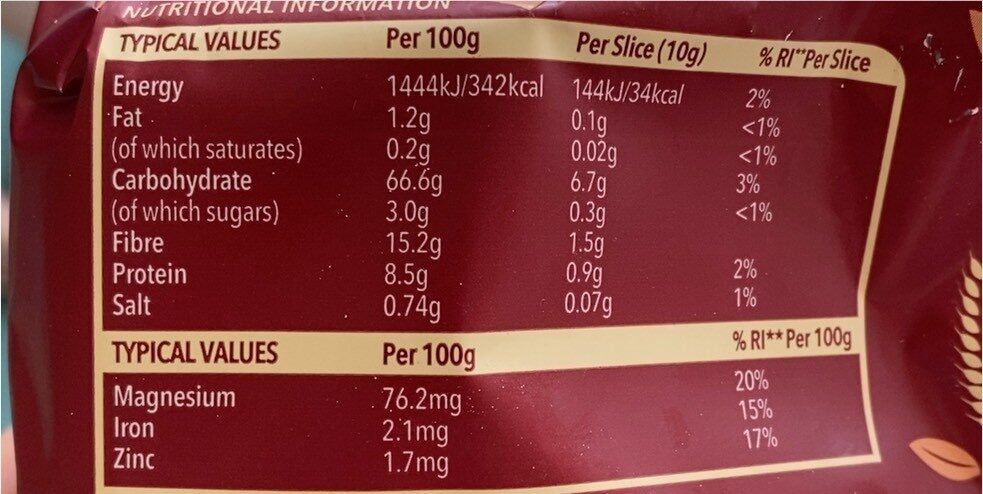 NUTRITIONAL INFORMATION
TYPICAL VALUES Per 100g Per Slice (10g) % RI**Per Slice
Energy 1444kJ/342kcal 144kJ/34kcal 2%
Fat 1.2g 0.1g <1%
(of which saturates) 0.2g 0.02g <1%
Carbohydrate 66.6g 6.7g 3%
(of which sugars) 3.0g 0.3g <1%
Fibre 15.2g 1.5g
Protein 8.5g 0.9g 2%
Salt 0.74g 0.07g 1%
TYPICAL VALUES Per 100g % RI** Per 100g
Magnesium 76.2mg 20%
Iron 2.1mg 15%
Zinc 1.7mg 17%